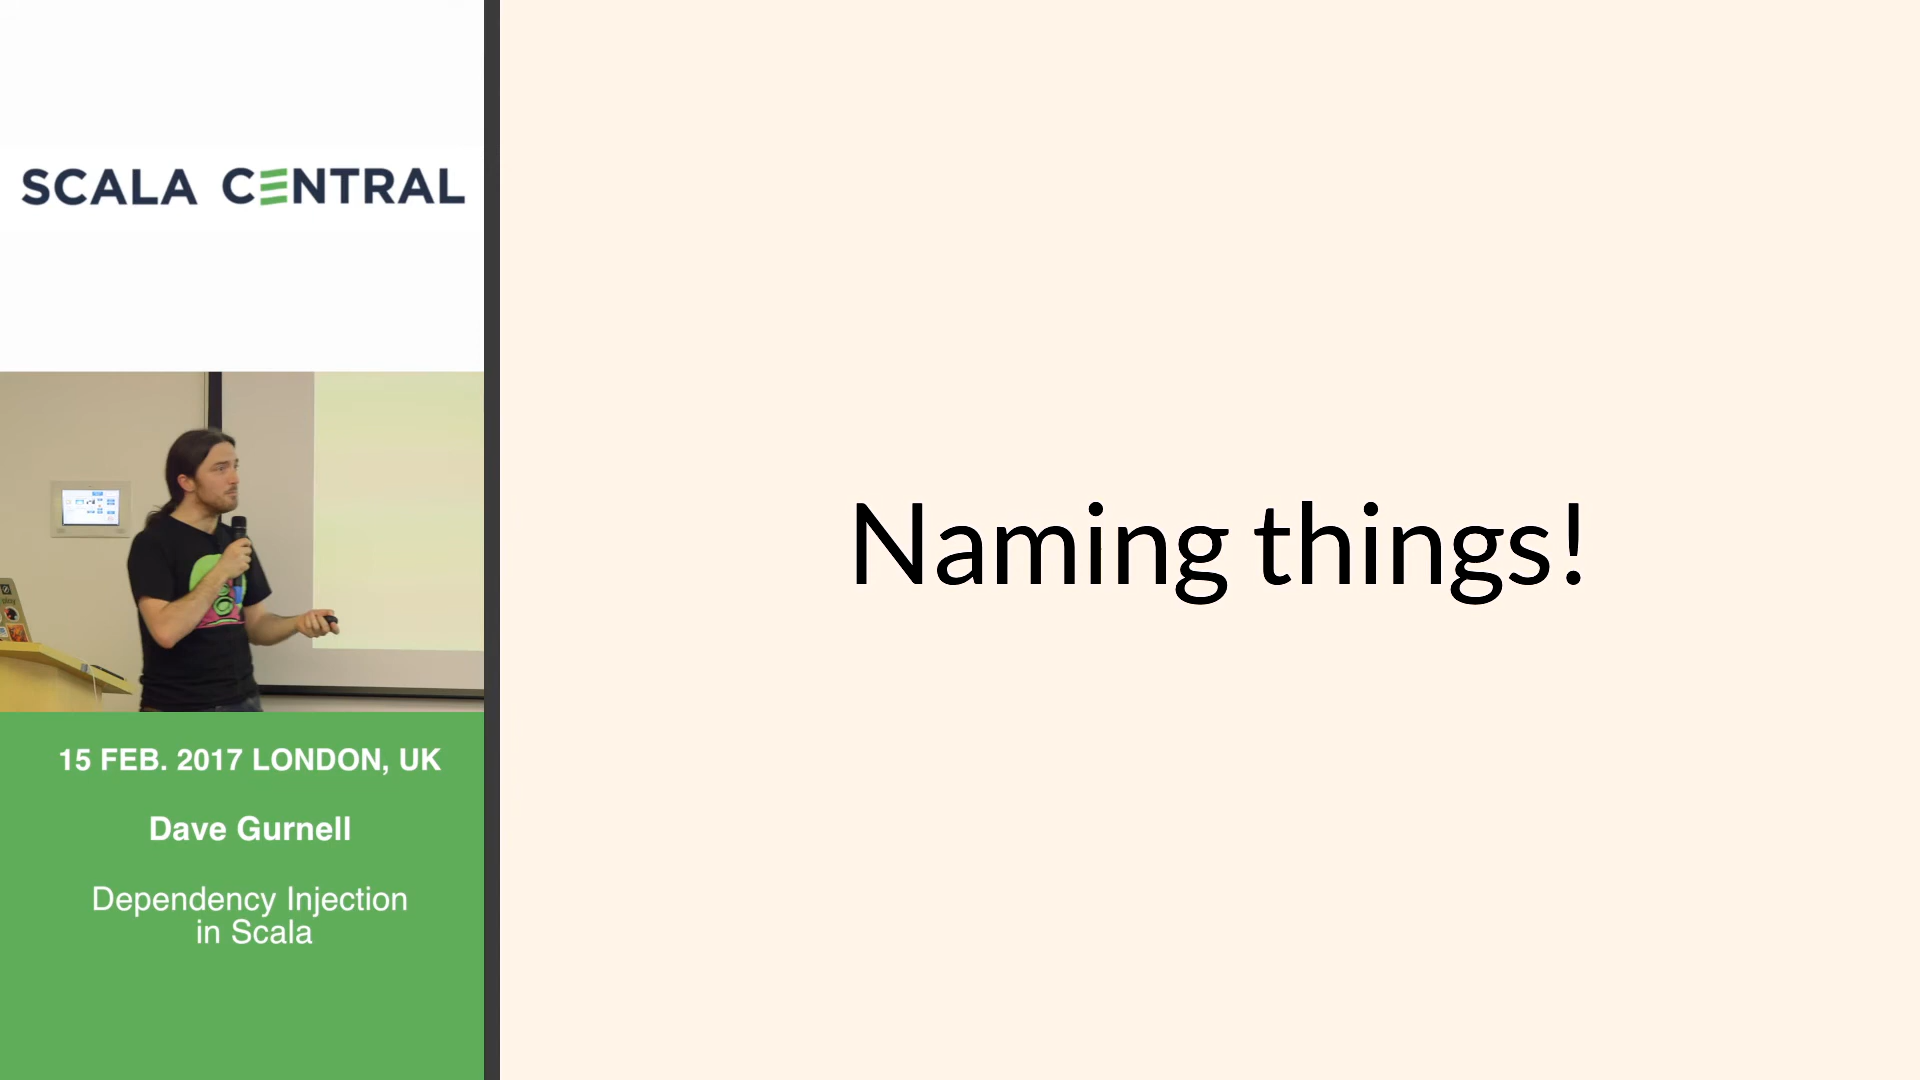 SCALA CENTRAL
15 FEB. 2017 LONDON, UK
Dave Gurnell
Dependency Injection
in Scala
Naming things!